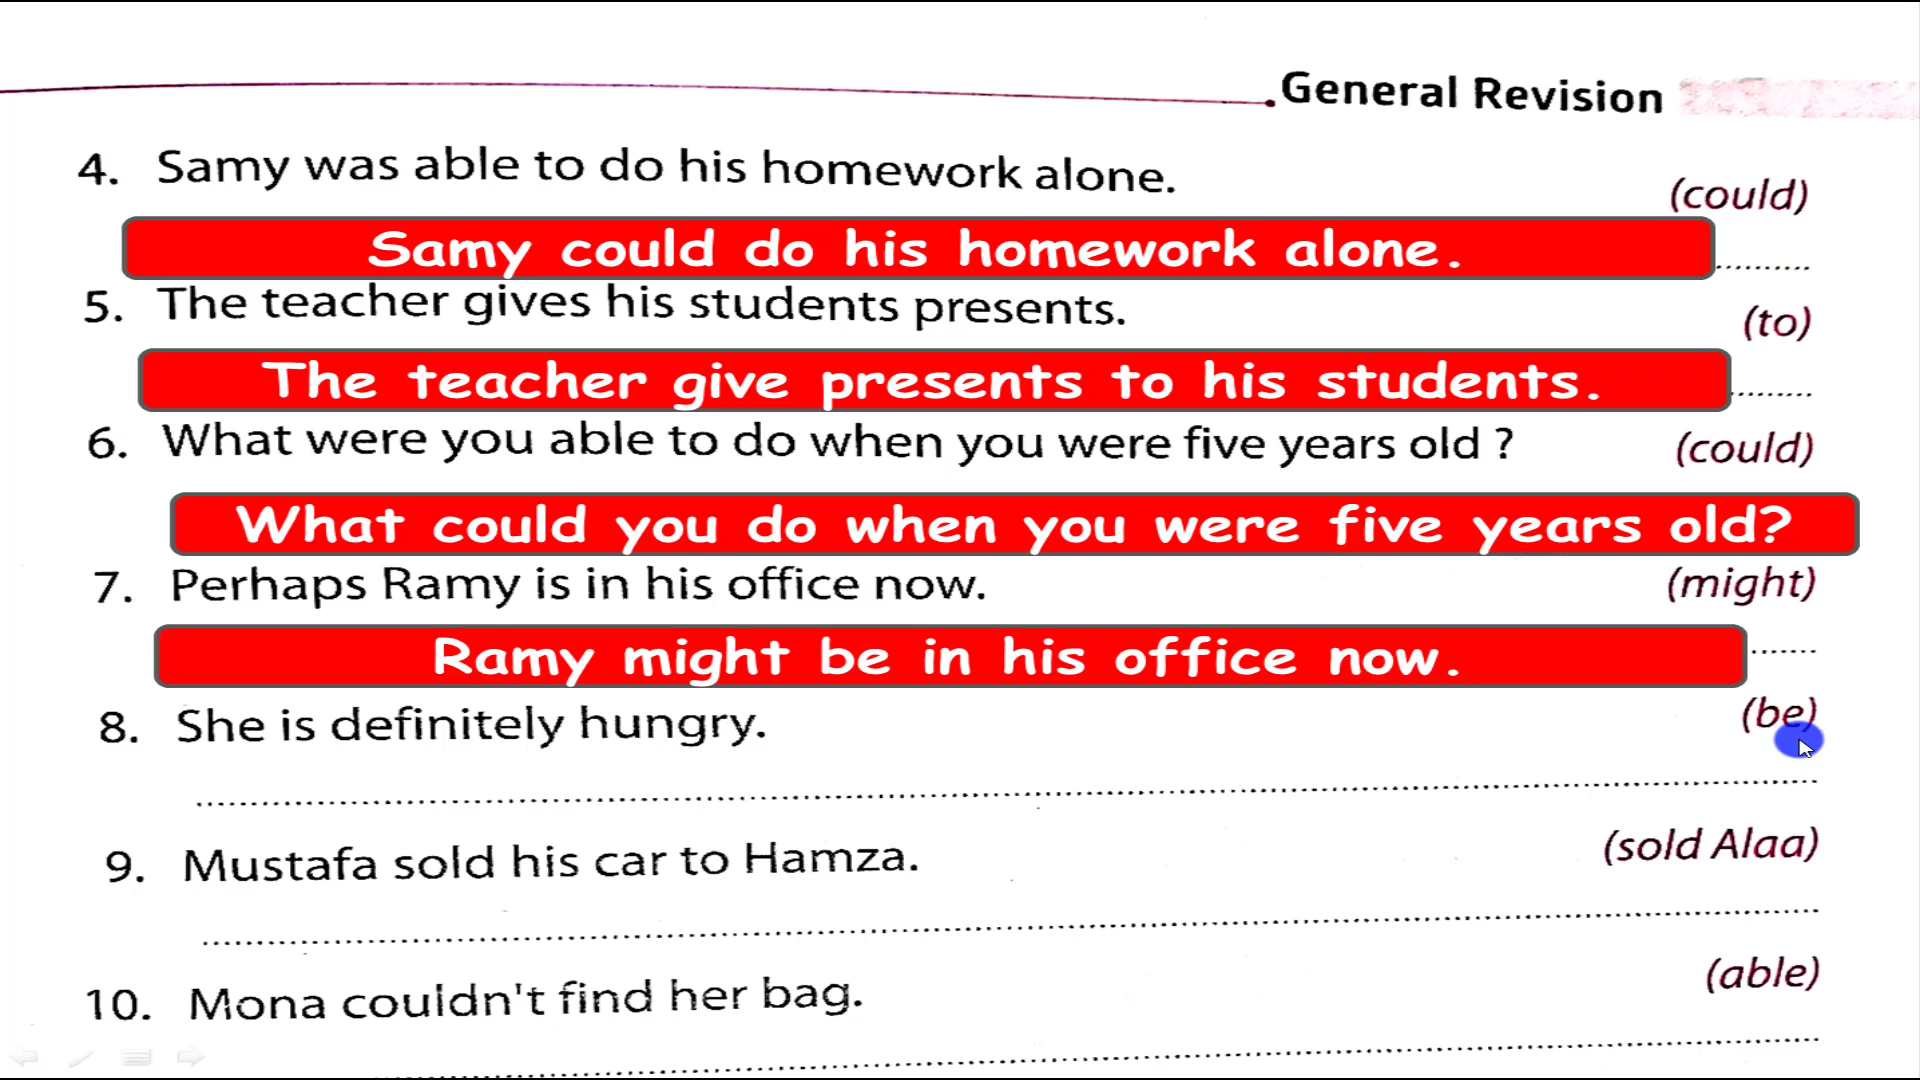 General Revision
4. Samy was able to do his homework alone. (could)
Samy could do his homework alone.
5. The teacher gives his students presents. (to)
The teacher give presents to his students.
6. What were you able to do when you were five years old ? (could)
What could you do when you were five years old?
7. Perhaps Ramy is in his office now. (might)
Ramy might be in his office now.
8. She is definitely hungry. (be)
9. Mustafa sold his car to Hamza. (sold Alaa)
10. Mona couldn't find her bag. (able)